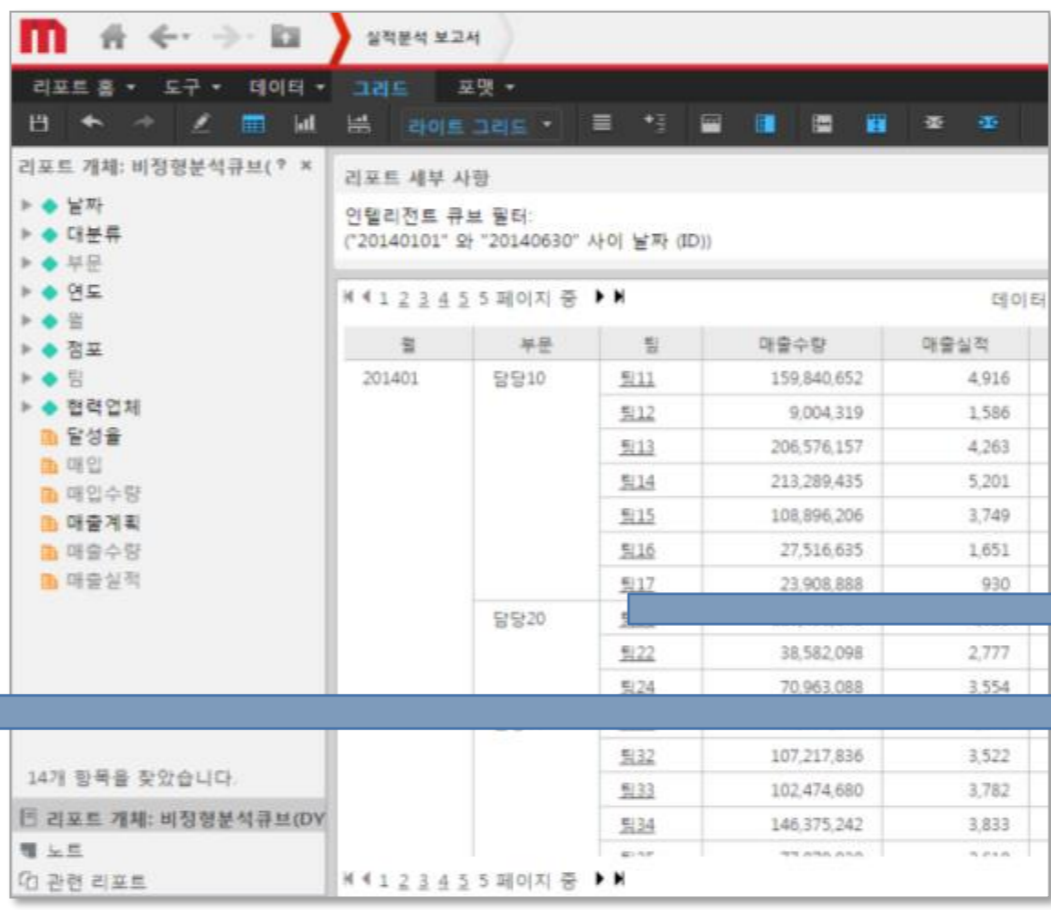 실적분석 보고서
리포트 홈 도구 데이터 그리드 포맷
라이트 그리드
리포트 개체: 비정형분석큐브( ? ×
날짜
대분류
부문
연도
월
점포
팀
협력업체
달성율
매입
매입수량
매출계획
매출수량
매출실적
14개 항목을 찾았습니다.
리포트 개체: 비정형분석큐브(DY
노트
관련 리포트
리포트 세부 사항
인텔리전트 큐브 필터:
("20140101" 와 "20140630" 사이 날짜 (ID))
1 2 3 4 5 5 페이지 중 데이터
월 부문 팀 매출수량 매출실적
201401 담당10 팀11 159,840,652 4,916
팀12 9,004,319 1,586
팀13 206,576,157 4,263
팀14 213,289,435 5,201
팀15 108,896,206 3,749
팀16 27,516,635 1,651
팀17 23,908,888 930
담당20
팀22 38,582,098 2,777
팀24 70,963,088 3,554
팀32 107,217,836 3,522
팀33 102,474,680 3,782
팀34 146,375,242 3,833
1 2 3 4 5 5 페이지 중